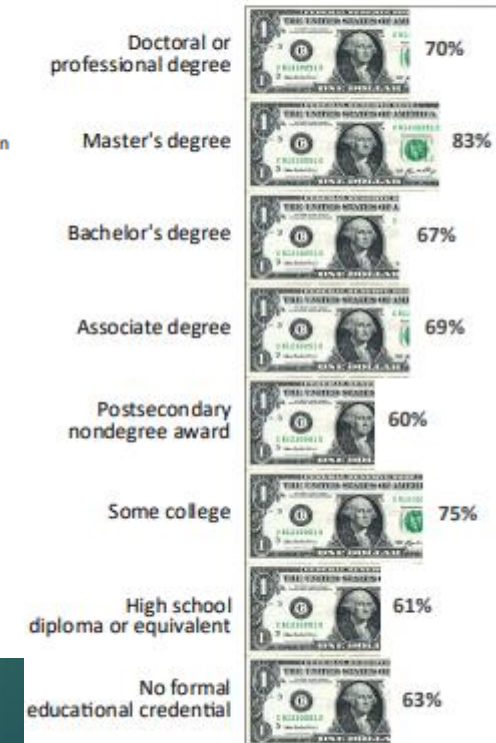 Doctoral or
professional degree
70%
n
Master's degree
83%
Bachelor's degree
67%
Associate degree
69%
Postsecondary
nondegree award
60%
Some college
75%
High school
diploma or equivalent
61%
No formal
educational credential
63%